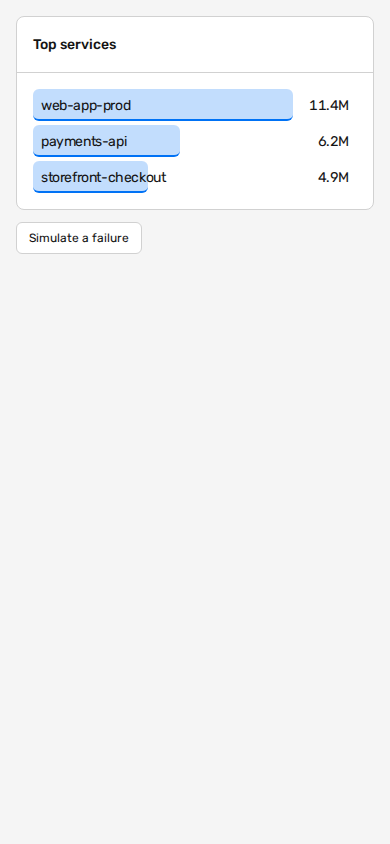 Top services
web-app-prod 11.4M
payments-api 6.2M
storefront-checkout 4.9M
Simulate a failure